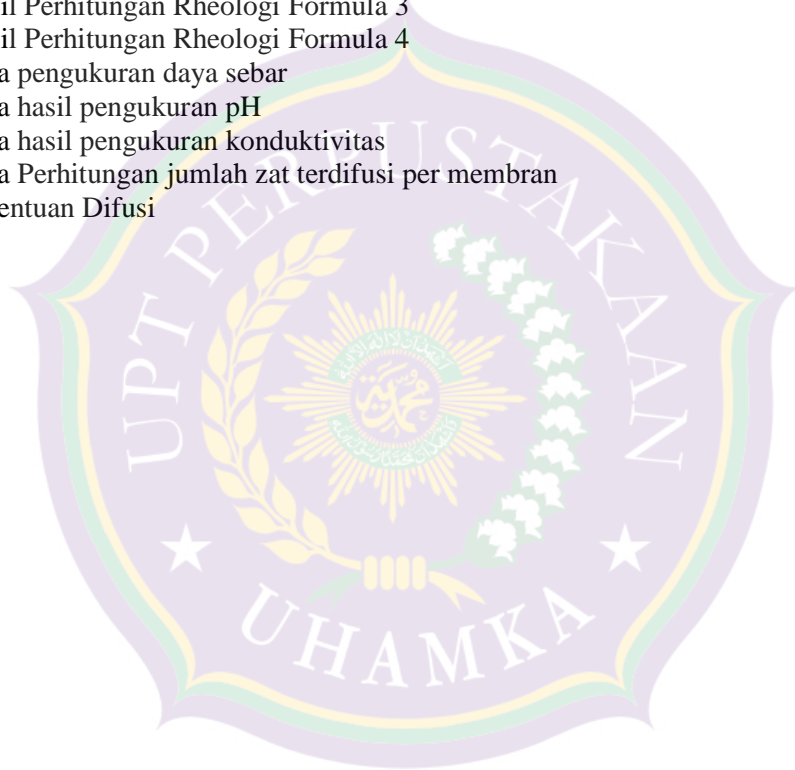 il Perhitungan Rheologi Formula 3
il Perhitungan Rheologi Formula 4
a pengukuran daya sebar
a hasil pengukuran pH
a hasil pengukuran konduktivitas
a Perhitungan jumlah zat terdifusi per membran
entuan Difusi
UPT PERPUSTAKAAN
UHAMKA